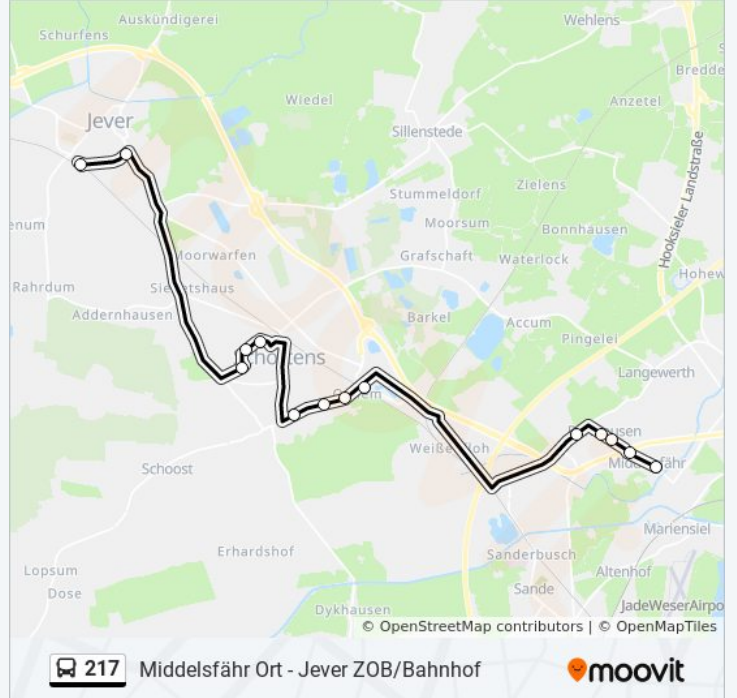 Auskündigerei
Schurfens
Wehlens
Bredde
Wiedel
Anzetel
Jever
Sillenstede
Zielens
Stummeldorf
Moorsum
Bonnhausen
enum
Hooksieler Landstraße
Moorwarfen
Grafschaft
Waterlock
Hohew
Rahrdum
Addernhausen
Barkel
Accum
Pingelei
Langewerth
Middelsfähr
Schoost
Mariensiel
Erhardshof
Sanderbusch
Lopsum
Altenhof
Dose
Sande
Dykhausen
JadeWeserAirpo
© OpenStreetMap contributors | © OpenMapTiles
217 Middelsfähr Ort - Jever ZOB/Bahnhof
moovit